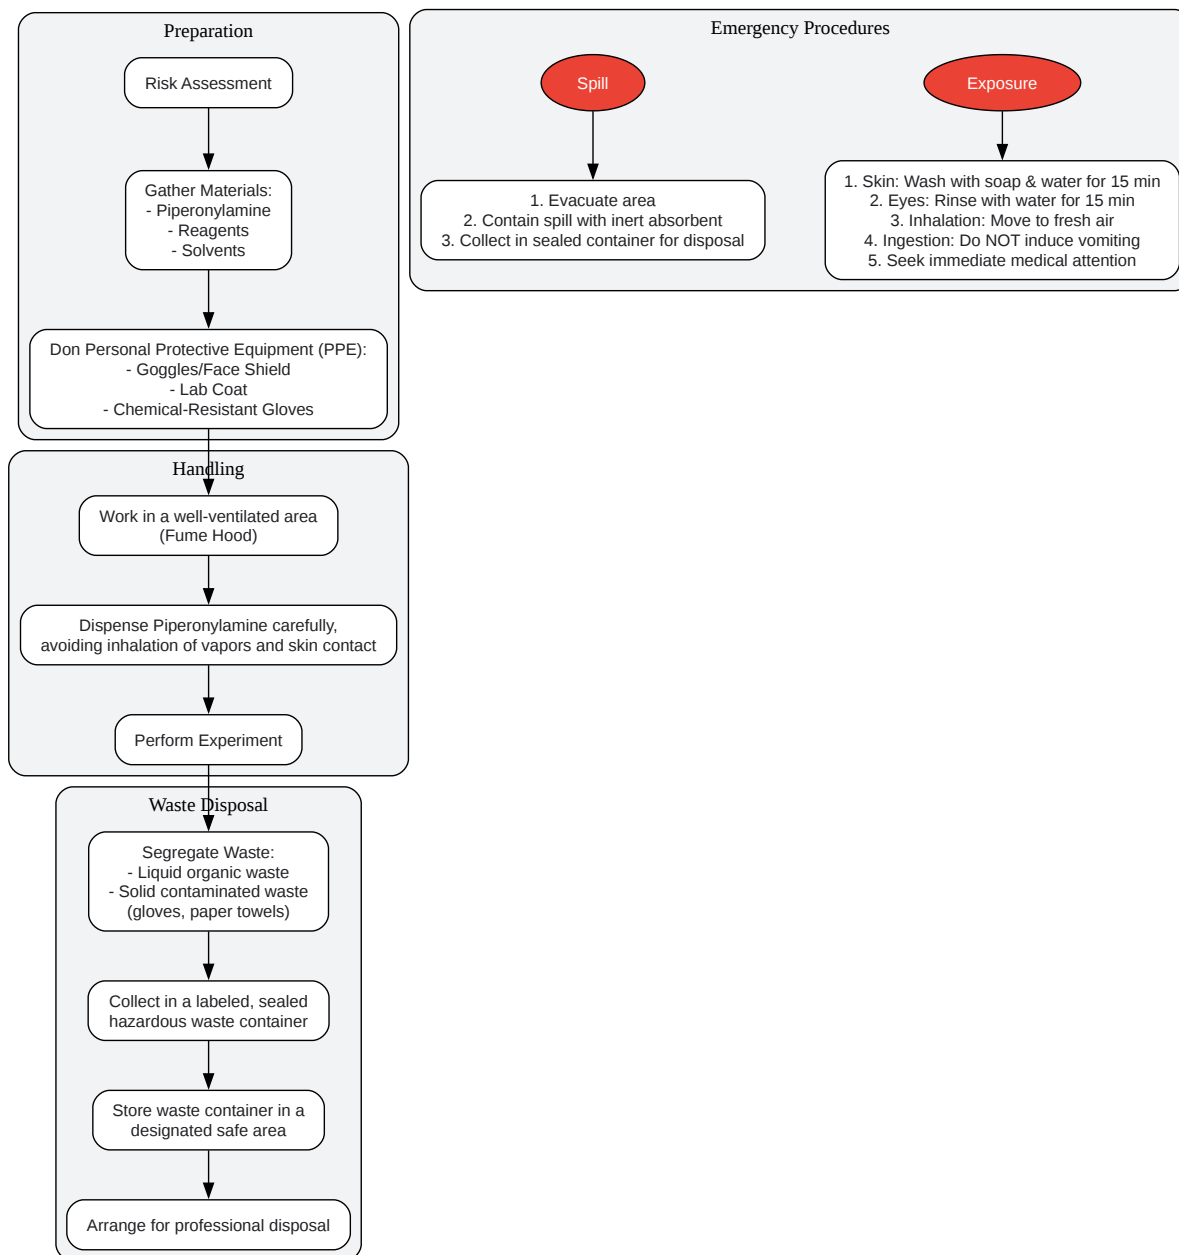 Preparation
Risk Assessment
Gather Materials:
- Piperonylamine
- Reagents
- Solvents
Don Personal Protective Equipment (PPE):
- Goggles/Face Shield
- Lab Coat
- Chemical-Resistant Gloves
Handling
Work in a well-ventilated area
(Fume Hood)
Dispense Piperonylamine carefully,
avoiding inhalation of vapors and skin contact
Perform Experiment
Waste Disposal
Segregate Waste:
- Liquid organic waste
- Solid contaminated waste
(gloves, paper towels)
Collect in a labeled, sealed
hazardous waste container
Store waste container in a
designated safe area
Arrange for professional disposal
Emergency Procedures
Spill
1. Evacuate area
2. Contain spill with inert absorbent
3. Collect in sealed container for disposal
Exposure
1. Skin: Wash with soap & water for 15 min
2. Eyes: Rinse with water for 15 min
3. Inhalation: Move to fresh air
4. Ingestion: Do NOT induce vomiting
5. Seek immediate medical attention